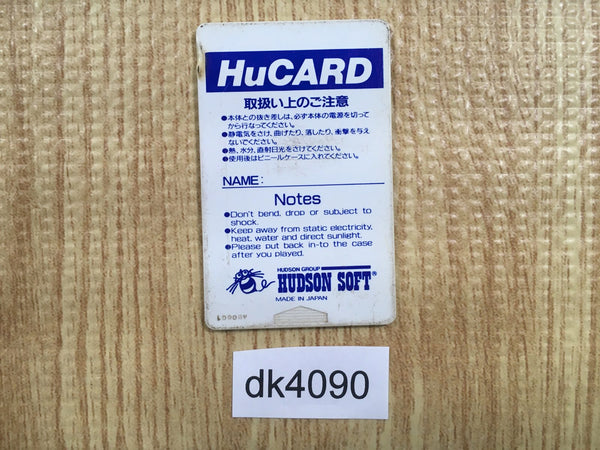 HuCARD
取扱い上のご注意
●本体との抜き差しは、必ず本体の電源を切って
から行なってください。
●静電気をさけ、曲げたり、落したり、衝撃を与え
ないでください。
●熱、水分、直射日光をさけてください。
●使用後はビニールケースに入れてください。
NAME:
Notes
●Don't bend, drop or subject to
shock.
●Keep away from static electricity,
heat, water and direct sunlight.
●Please put back in-to the case
after you played.
HUDSON GROUP
HUDSON SOFT®
MADE IN JAPAN
dk4090